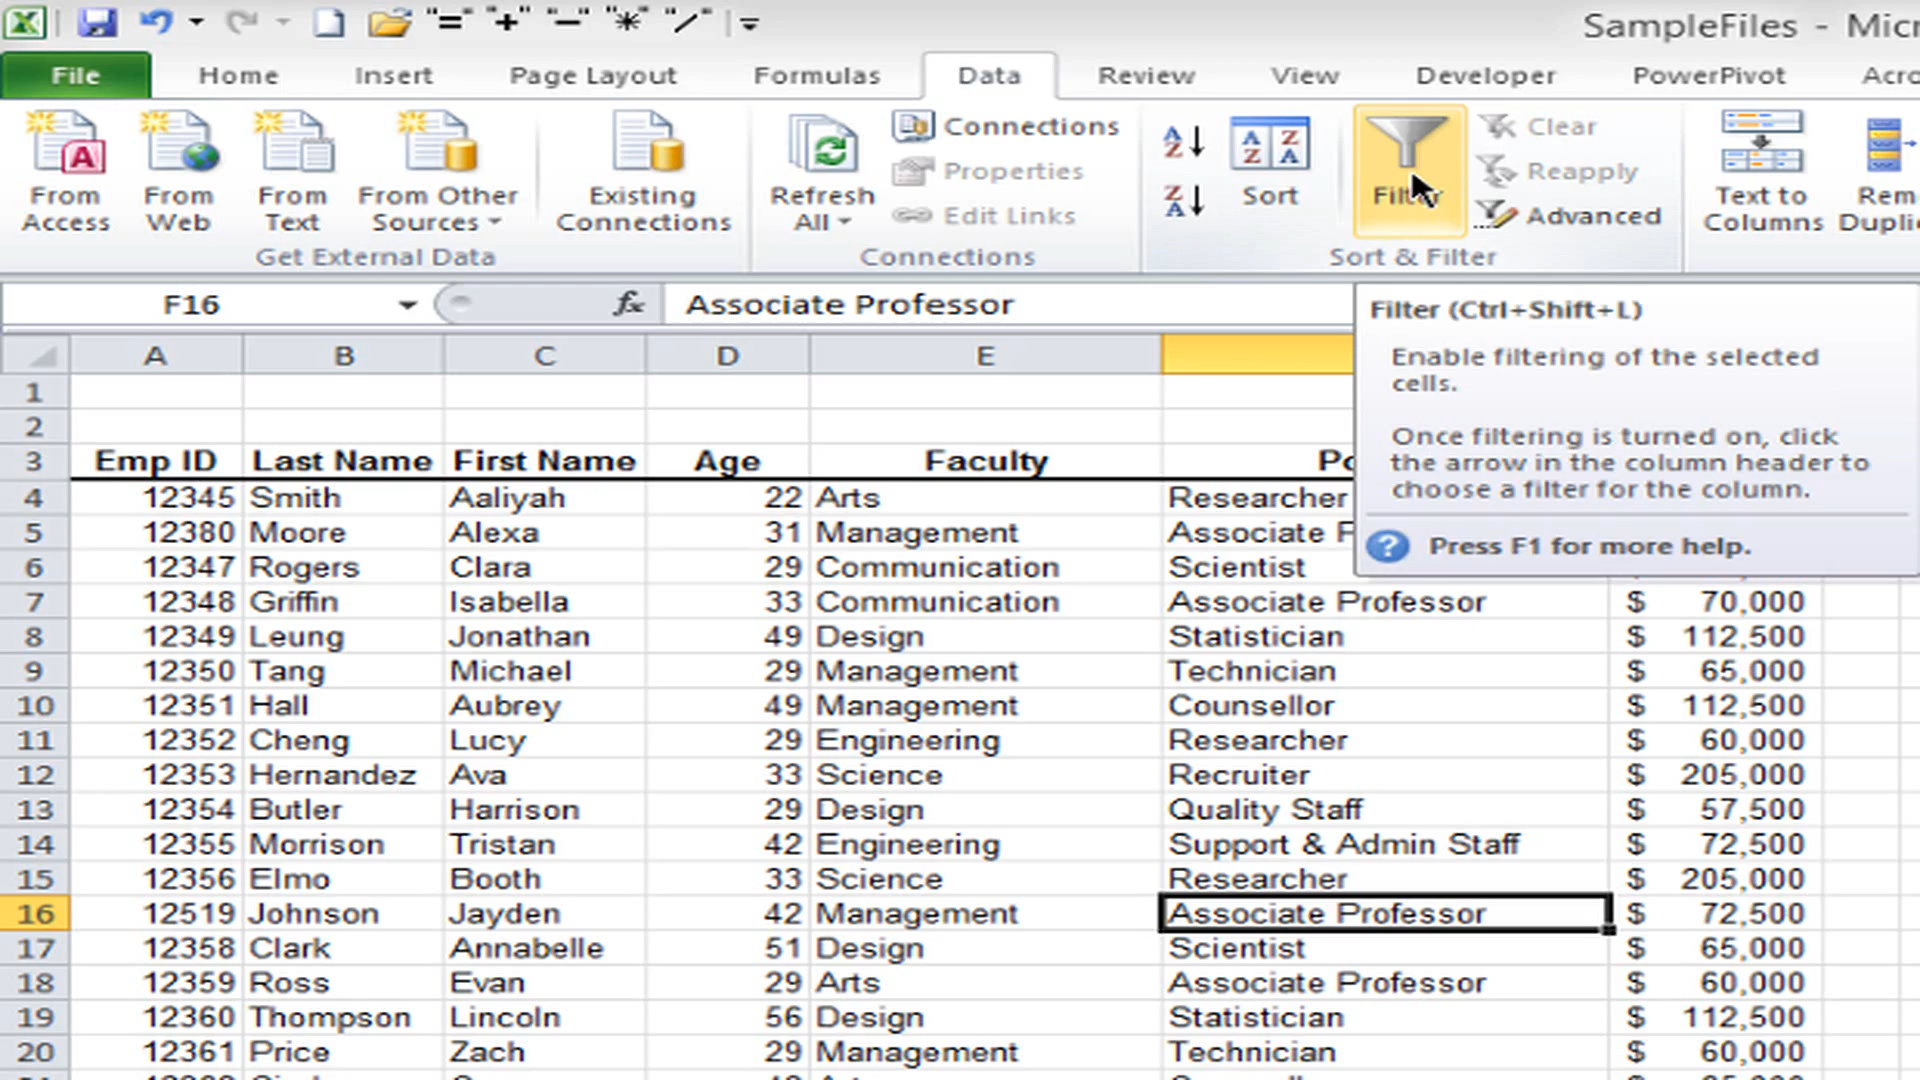 "=" "+" "−" "*" "/"
SampleFiles - Micr
File Home Insert Page Layout Formulas Data Review View Developer PowerPivot Acro
From Access
From Web
From Text
From Other Sources
Get External Data
Existing Connections
Refresh All
Connections
Properties
Edit Links
Connections
Sort
Filter
Clear
Reapply
Advanced
Sort & Filter
Text to Columns
Rem
Duplic
F16 fx Associate Professor
Filter (Ctrl+Shift+L)
Enable filtering of the selected
cells.
Once filtering is turned on, click
the arrow in the column header to
choose a filter for the column.
Press F1 for more help.
A B C D E
1
2
3 Emp ID Last Name First Name Age Faculty Po
4 12345 Smith Aaliyah 22 Arts Researcher
5 12380 Moore Alexa 31 Management Associate P
6 12347 Rogers Clara 29 Communication Scientist
7 12348 Griffin Isabella 33 Communication Associate Professor $ 70,000
8 12349 Leung Jonathan 49 Design Statistician $ 112,500
9 12350 Tang Michael 29 Management Technician $ 65,000
10 12351 Hall Aubrey 49 Management Counsellor $ 112,500
11 12352 Cheng Lucy 29 Engineering Researcher $ 60,000
12 12353 Hernandez Ava 33 Science Recruiter $ 205,000
13 12354 Butler Harrison 29 Design Quality Staff $ 57,500
14 12355 Morrison Tristan 42 Engineering Support & Admin Staff $ 72,500
15 12356 Elmo Booth 33 Science Researcher $ 205,000
16 12519 Johnson Jayden 42 Management Associate Professor $ 72,500
17 12358 Clark Annabelle 51 Design Scientist $ 65,000
18 12359 Ross Evan 29 Arts Associate Professor $ 60,000
19 12360 Thompson Lincoln 56 Design Statistician $ 112,500
20 12361 Price Zach 29 Management Technician $ 60,000